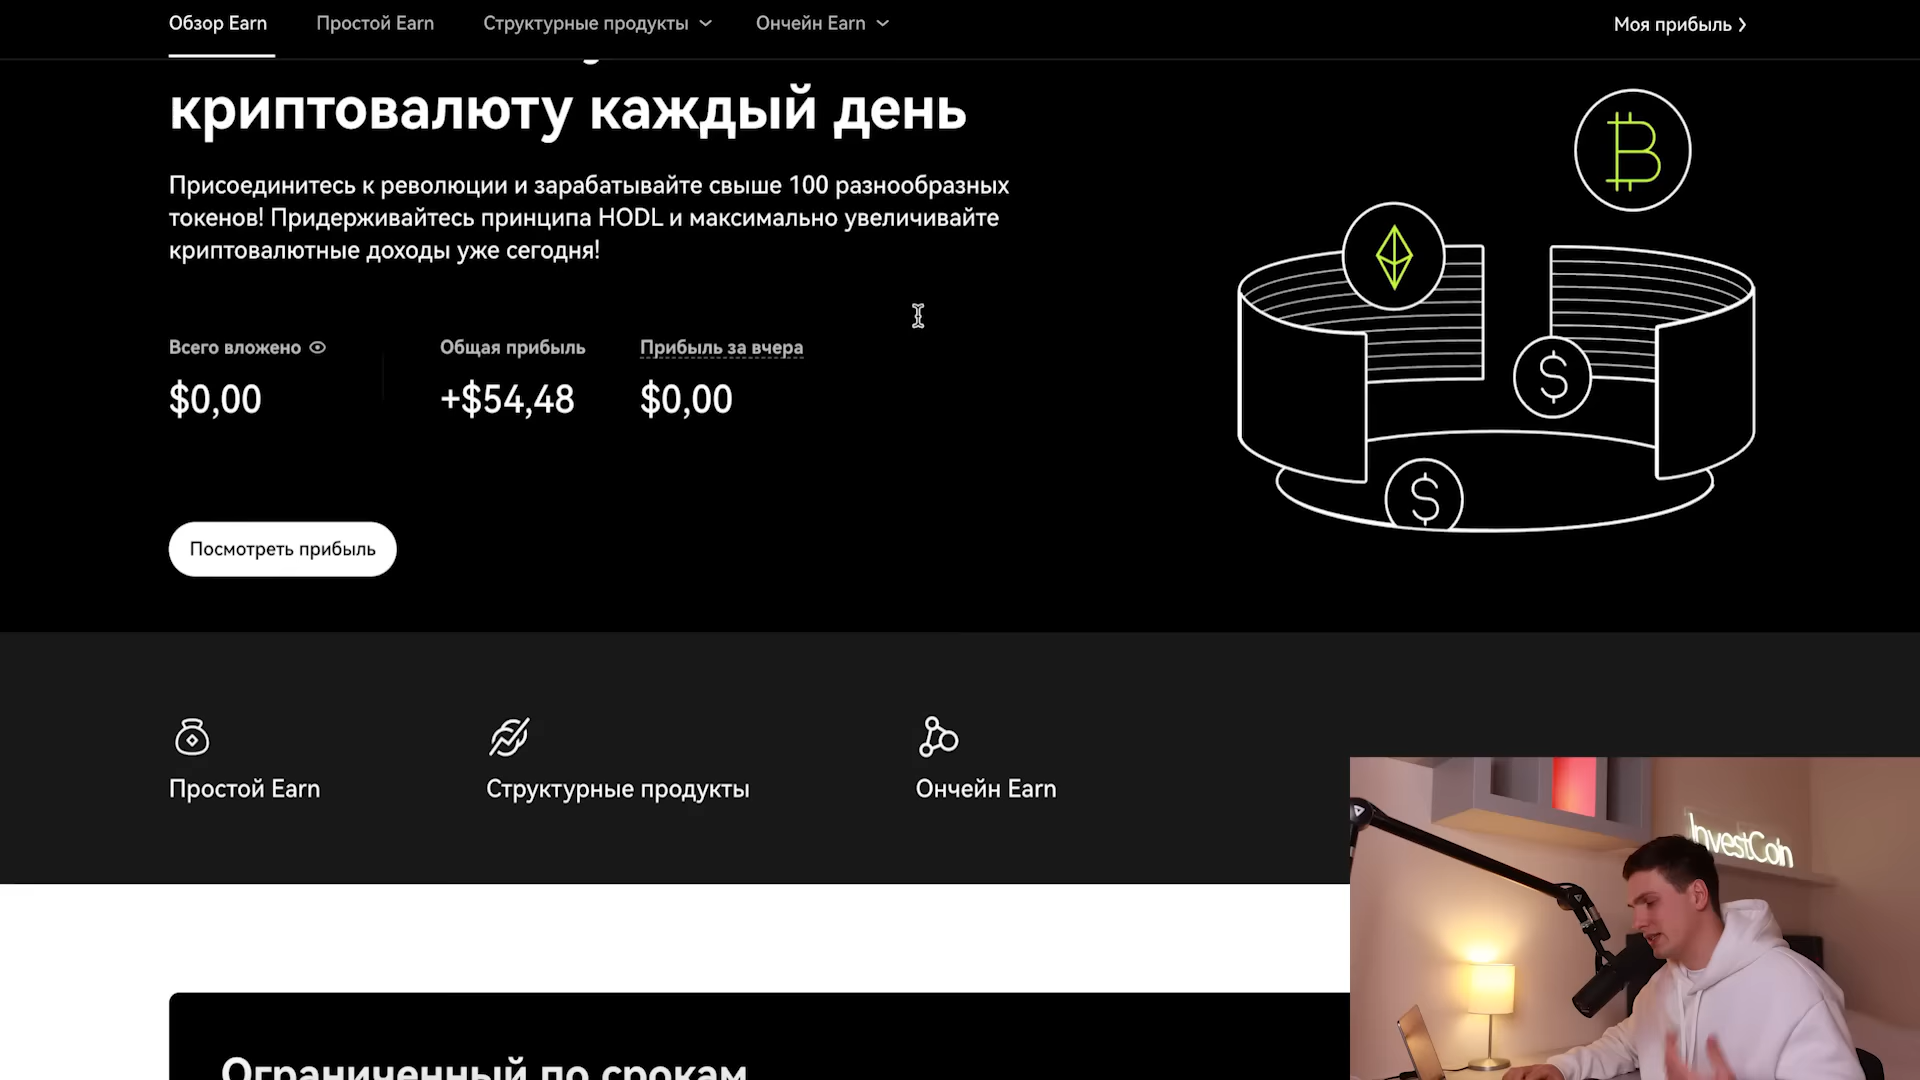 Обзор Earn
Простой Earn
Структурные продукты
Ончейн Earn
Моя прибыль
криптовалюту каждый день
Присоединитесь к революции и зарабатывайте свыше 100 разнообразных
токенов! Придерживайтесь принципа HODL и максимально увеличивайте
криптовалютные доходы уже сегодня!
Всего вложено
Общая прибыль
Прибыль за вчера
$0,00
+$54,48
$0,00
Посмотреть прибыль
Простой Earn
Структурные продукты
Ончейн Earn
InvestCoin
Ограниченный по срокам